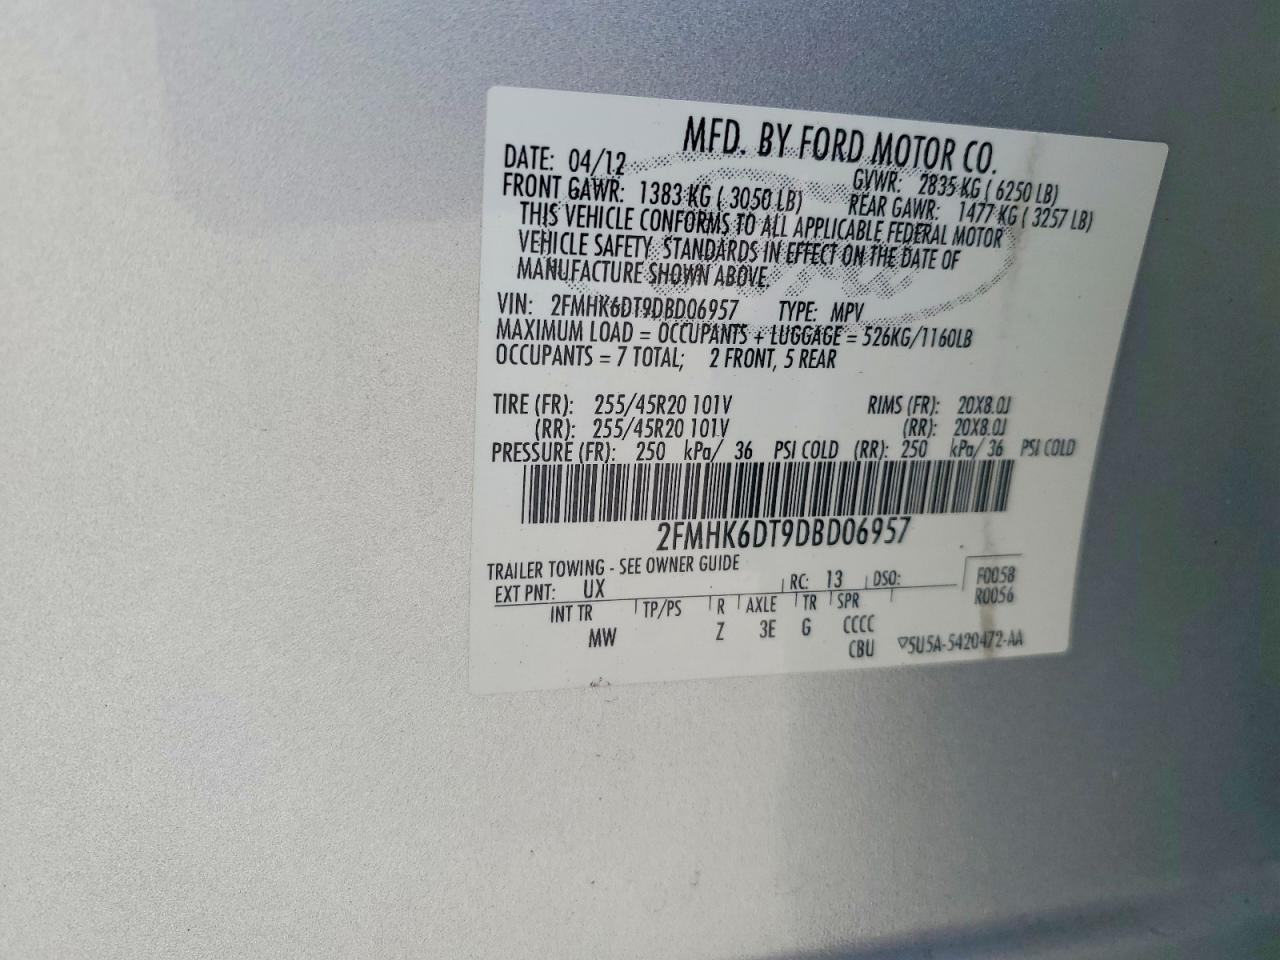 MFD. BY FORD MOTOR CO.
DATE: 04/12 GVWR: 2835 KG ( 6250 LB)
FRONT GAWR: 1383 KG ( 3050 LB) REAR GAWR: 1477 KG ( 3257 LB)
THIS VEHICLE CONFORMS TO ALL APPLICABLE FEDERAL MOTOR
VEHICLE SAFETY STANDARDS IN EFFECT ON THE DATE OF
MANUFACTURE SHOWN ABOVE.
VIN: 2FMHK6DT9DBD06957 TYPE: MPV
MAXIMUM LOAD = OCCUPANTS + LUGGAGE = 526KG/1160LB
OCCUPANTS = 7 TOTAL; 2 FRONT, 5 REAR
TIRE (FR): 255/45R20 101V RIMS (FR): 20X8.0J
(RR): 255/45R20 101V (RR): 20X8.0J
PRESSURE (FR): 250 kPa/ 36 PSI COLD (RR): 250 kPa/ 36 PSI COLD
2FMHK6DT9DBD06957
TRAILER TOWING - SEE OWNER GUIDE
EXT PNT: UX RC: 13 DSO: F0058
R0056
INT TR TP/PS R AXLE TR SPR
MW Z 3E G CCCC
CBU ▽5U5A-5420472-AA